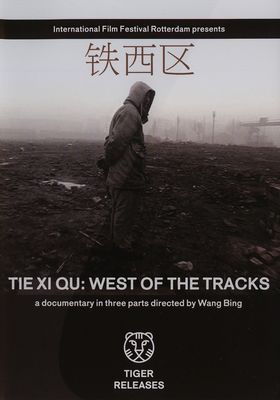 International Film Festival Rotterdam presents
铁西区
TIE XI QU: WEST OF THE TRACKS
a documentary in three parts directed by Wang Bing
TIGER
RELEASES